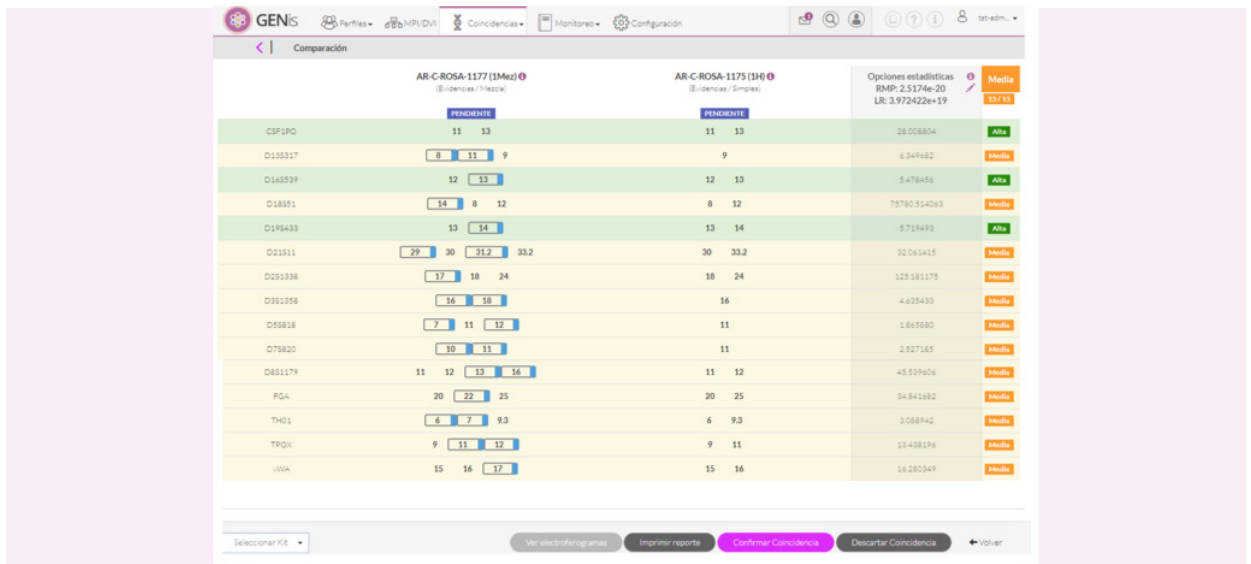 GENis Perfiles MPI/DVI Coincidencias Monitoreo Configuración tst-adm...
Comparación
AR-C-ROSA-1177 (1Mez) AR-C-ROSA-1175 (1H) Opciones estadísticas Media
(Evidencias / Mezcla) (Evidencias / Simples) RMP: 2.5174e-20
LR: 3.972422e+19 15/15
PENDIENTE PENDIENTE
CSF1PO 11 13 11 13 28.008804 Alta
D13S317 8 11 9 9 6.349682 Media
D16S539 12 13 12 13 5.478456 Alta
D18S51 14 8 12 8 12 75780.514063 Media
D19S433 13 14 13 14 5.719493 Alta
D21S11 29 30 31.2 33.2 30 33.2 32.061415 Media
D2S1338 17 18 24 18 24 125.181175 Media
D3S1358 16 18 16 4.635433 Media
D5S818 7 11 12 11 1.865880 Media
D7S820 10 11 11 2.527185 Media
D8S1179 11 12 13 16 11 12 45.539606 Media
FGA 20 22 25 20 25 34.841682 Media
TH01 6 7 9.3 6 9.3 3.088942 Media
TPOX 9 11 12 9 11 13.438196 Media
vWA 15 16 17 15 16 16.280349 Media
Seleccionar Kit Ver electroferogramas Imprimir reporte Confirmar Coincidencia Descartar Coincidencia Volver